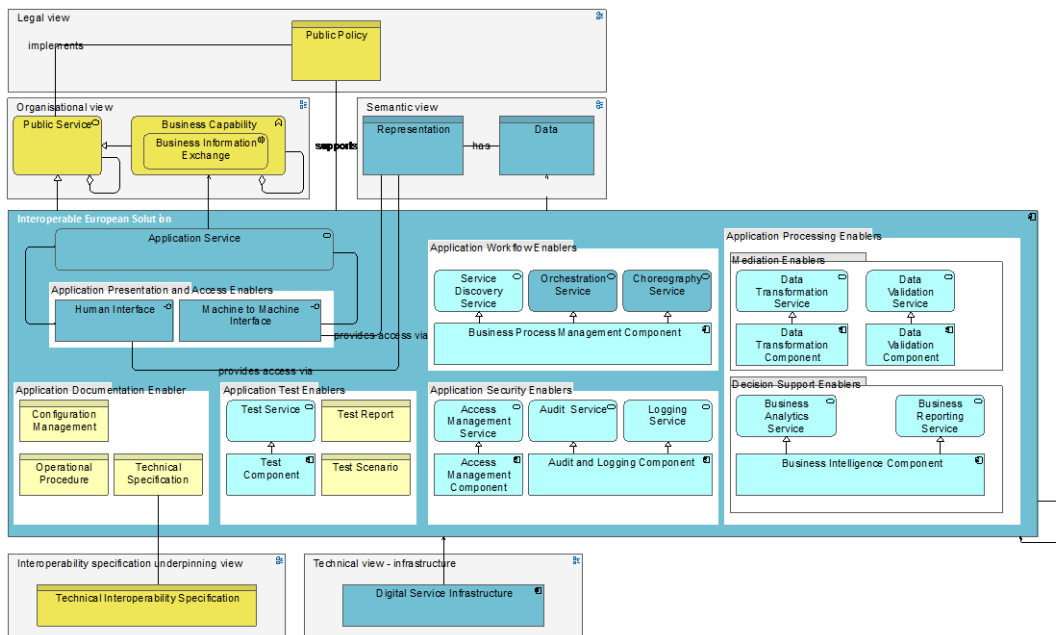 Legal view
implements
Public Policy
Organisational view
Public Service
Business Capability
Business Information
Exchange
supports
Semantic view
Representation
has
Data
Interoperable European Solution
Application Service
Application Presentation and Access Enablers
Human Interface
Machine to Machine
Interface
provides access via
provides access via
Application Workflow Enablers
Service
Discovery
Service
Orchestration
Service
Choreography
Service
Business Process Management Component
Application Processing Enablers
Mediation Enablers
Data
Transformation
Service
Data
Validation
Service
Data
Transformation
Component
Data
Validation
Component
Application Documentation Enabler
Configuration
Management
Operational
Procedure
Technical
Specification
Application Test Enablers
Test Service
Test Report
Test
Component
Test Scenario
Application Security Enablers
Access
Management
Service
Audit Service
Logging
Service
Access
Management
Component
Audit and Logging Component
Decision Support Enablers
Business
Analytics
Service
Business
Reporting
Service
Business Intelligence Component
Interoperability specification underpinning view
Technical Interoperability Specification
Technical view - infrastructure
Digital Service Infrastructure